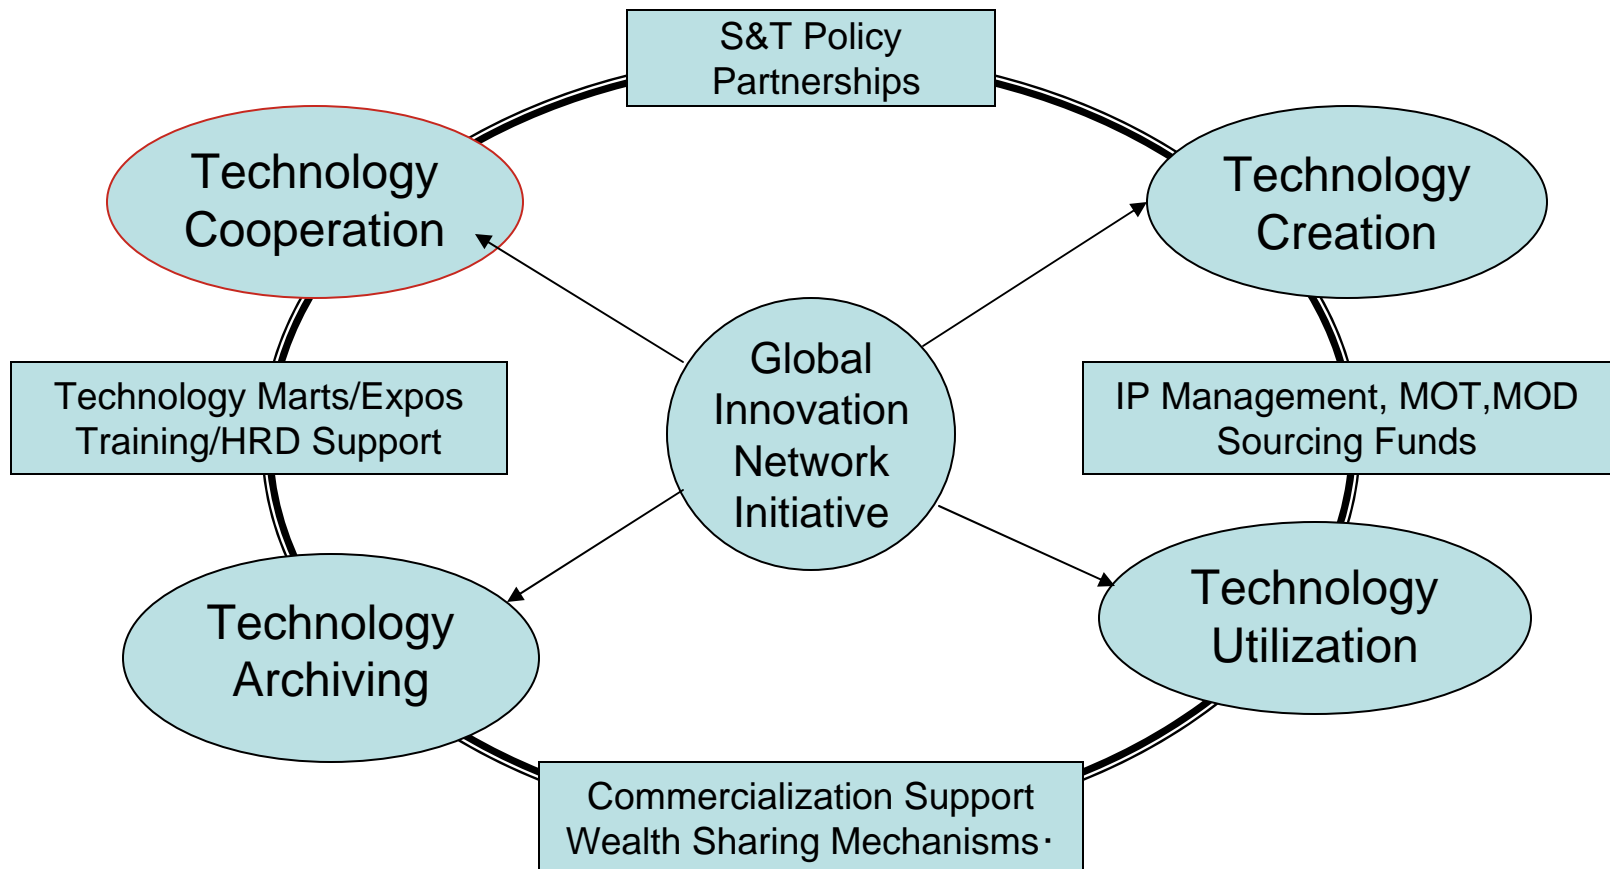 S&T Policy
Partnerships
Technology
Cooperation
Technology
Creation
Global
Innovation
Network
Initiative
Technology Marts/Expos
Training/HRD Support
IP Management, MOT,MOD
Sourcing Funds
Technology
Archiving
Technology
Utilization
Commercialization Support
Wealth Sharing Mechanisms·